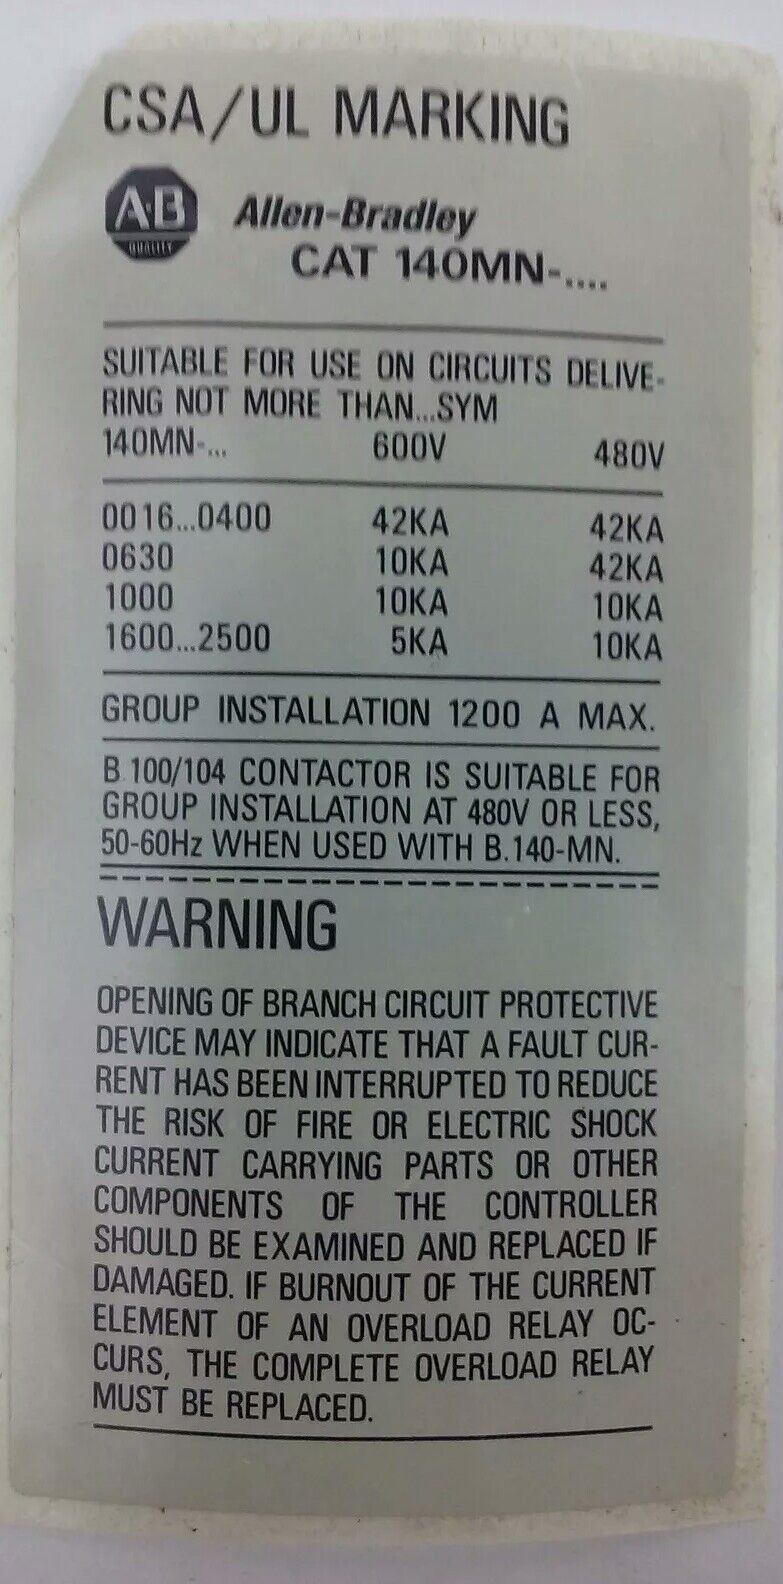 CSA/UL MARKING
A·B
QUALITY
Allen-Bradley
CAT 140MN-....
SUITABLE FOR USE ON CIRCUITS DELIVE-
RING NOT MORE THAN...SYM
140MN-... 600V 480V
0016...0400 42KA 42KA
0630 10KA 42KA
1000 10KA 10KA
1600...2500 5KA 10KA
GROUP INSTALLATION 1200 A MAX.
B 100/104 CONTACTOR IS SUITABLE FOR
GROUP INSTALLATION AT 480V OR LESS,
50-60Hz WHEN USED WITH B.140-MN.
WARNING
OPENING OF BRANCH CIRCUIT PROTECTIVE
DEVICE MAY INDICATE THAT A FAULT CUR-
RENT HAS BEEN INTERRUPTED TO REDUCE
THE RISK OF FIRE OR ELECTRIC SHOCK
CURRENT CARRYING PARTS OR OTHER
COMPONENTS OF THE CONTROLLER
SHOULD BE EXAMINED AND REPLACED IF
DAMAGED. IF BURNOUT OF THE CURRENT
ELEMENT OF AN OVERLOAD RELAY OC-
CURS, THE COMPLETE OVERLOAD RELAY
MUST BE REPLACED.